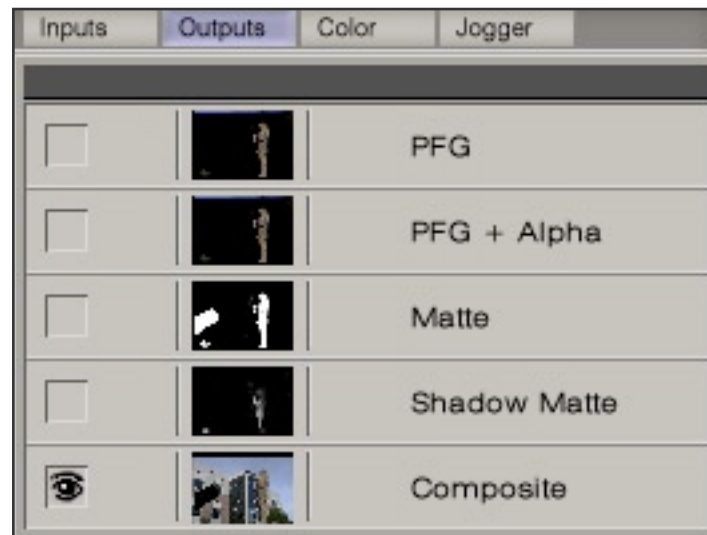 Inputs Outputs Color Jogger
PFG
PFG + Alpha
Matte
Shadow Matte
Composite